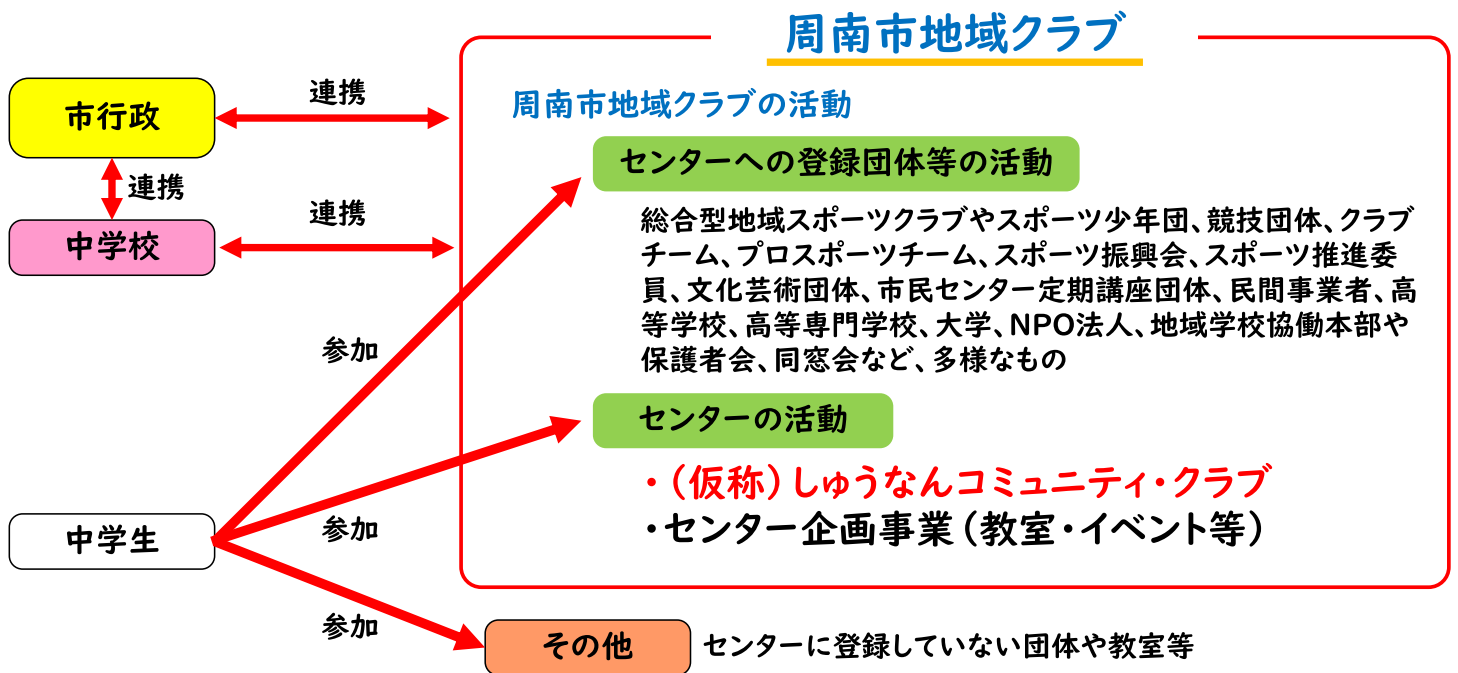 周南市地域クラブ
市行政
連携
周南市地域クラブの活動
センターへの登録団体等の活動
連携
中学校
連携
総合型地域スポーツクラブやスポーツ少年団、競技団体、クラブ
チーム、プロスポーツチーム、スポーツ振興会、スポーツ推進委
員、文化芸術団体、市民センター定期講座団体、民間事業者、高
等学校、高等専門学校、大学、NPO法人、地域学校協働本部や
保護者会、同窓会など、多様なもの
参加
センターの活動
・(仮称)しゅうなんコミュニティ・クラブ
・センター企画事業(教室・イベント等)
中学生
参加
参加
その他
センターに登録していない団体や教室等